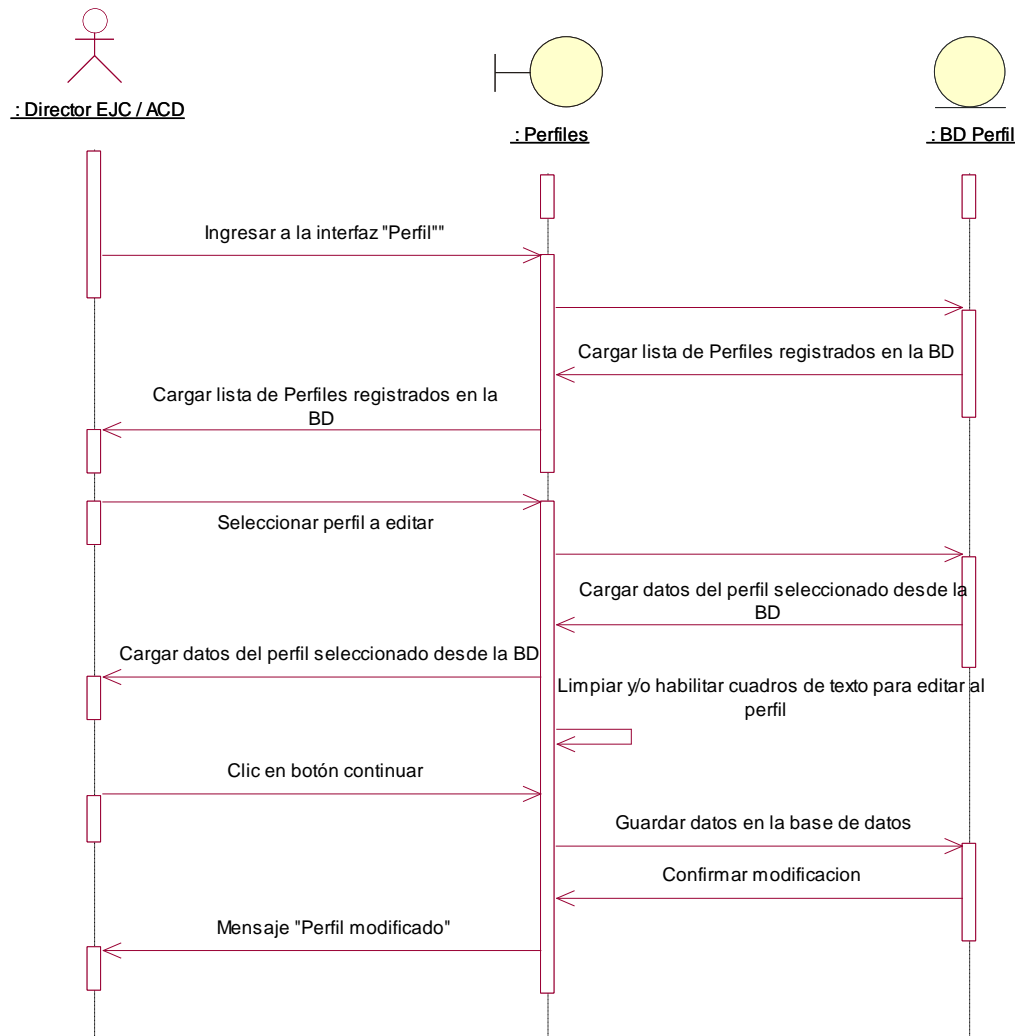 : Director EJC / ACD
: Perfiles
: BD Perfil
Ingresar a la interfaz "Perfil""
Cargar lista de Perfiles registrados en la BD
Cargar lista de Perfiles registrados en la
BD
Seleccionar perfil a editar
Cargar datos del perfil seleccionado desde la
BD
Cargar datos del perfil seleccionado desde la BD
Limpiar y/o habilitar cuadros de texto para editar al
perfil
Clic en botón continuar
Guardar datos en la base de datos
Confirmar modificacion
Mensaje "Perfil modificado"